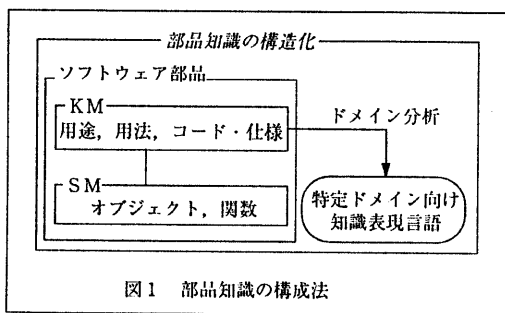 部品知識の構造化
ソフトウェア部品
KM
用途,用法,コード・仕様
ドメイン分析
SM
オブジェクト,関数
特定ドメイン向け
知識表現言語
図1 部品知識の構成法